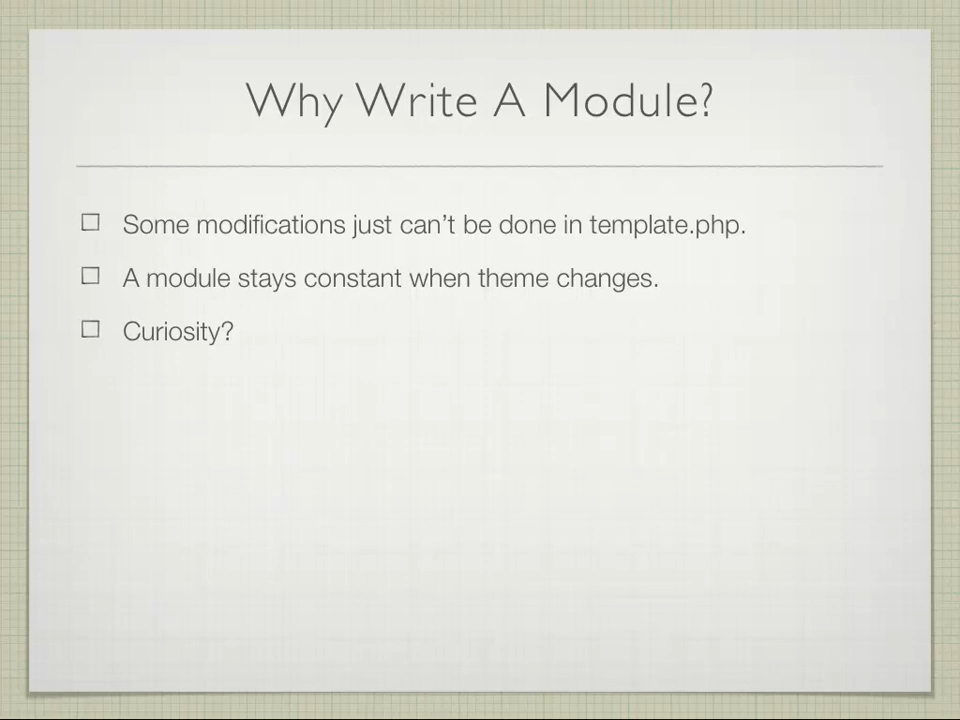 Why Write A Module?
Some modifications just can’t be done in template.php.
A module stays constant when theme changes.
Curiosity?